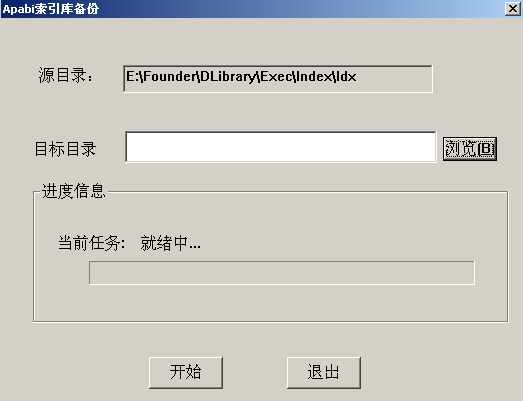 Apabi索引库备份
源目录： E:\Founder\DLibrary\Exec\Index\Idx
目标目录 浏览(B)
进度信息
当前任务: 就绪中...
开始 退出